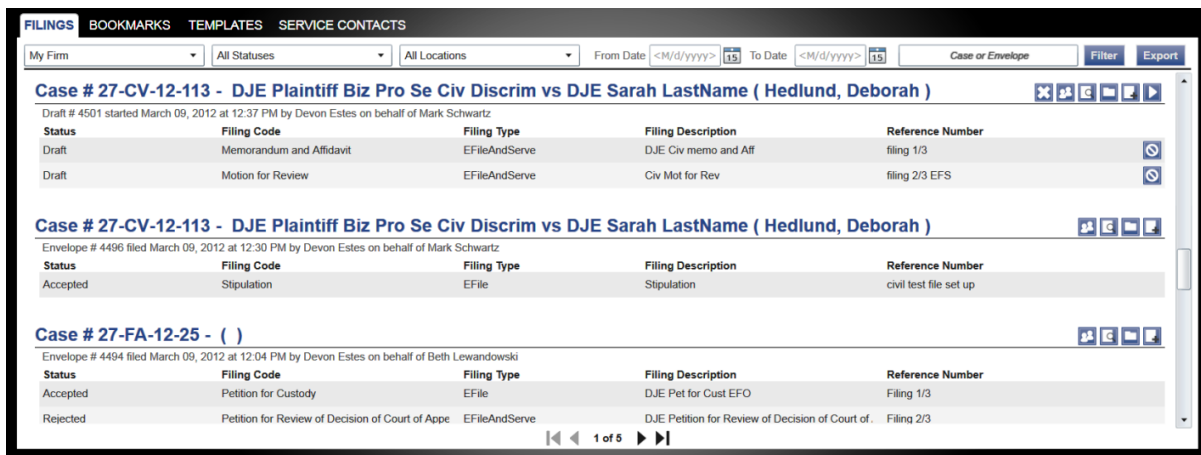 FILINGS BOOKMARKS TEMPLATES SERVICE CONTACTS
My Firm All Statuses All Locations From Date <M/d/yyyy> 15 To Date <M/d/yyyy> 15 Case or Envelope Filter Export
Case # 27-CV-12-113 - DJE Plaintiff Biz Pro Se Civ Discrim vs DJE Sarah LastName ( Hedlund, Deborah )
Draft # 4501 started March 09, 2012 at 12:37 PM by Devon Estes on behalf of Mark Schwartz
Status Filing Code Filing Type Filing Description Reference Number
Draft Memorandum and Affidavit EFileAndServe DJE Civ memo and Aff filing 1/3
Draft Motion for Review EFileAndServe Civ Mot for Rev filing 2/3 EFS
Case # 27-CV-12-113 - DJE Plaintiff Biz Pro Se Civ Discrim vs DJE Sarah LastName ( Hedlund, Deborah )
Envelope # 4496 filed March 09, 2012 at 12:30 PM by Devon Estes on behalf of Mark Schwartz
Status Filing Code Filing Type Filing Description Reference Number
Accepted Stipulation EFile Stipulation civil test file set up
Case # 27-FA-12-25 - ( )
Envelope # 4494 filed March 09, 2012 at 12:04 PM by Devon Estes on behalf of Beth Lewandowski
Status Filing Code Filing Type Filing Description Reference Number
Accepted Petition for Custody EFile DJE Pet for Cust EFO Filing 1/3
Rejected Petition for Review of Decision of Court of Appe EFileAndServe DJE Petition for Review of Decision of Court of. Filing 2/3
1 of 5